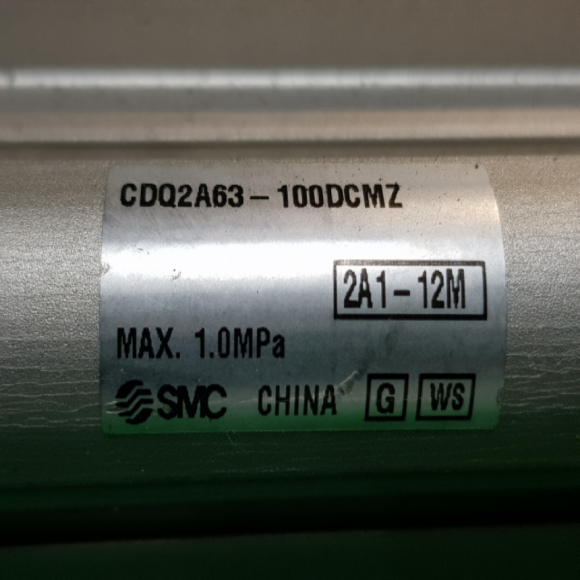 CDQ2A63-100DCMZ
2A1-12M
MAX. 1.0MPa
SMC CHINA G WS